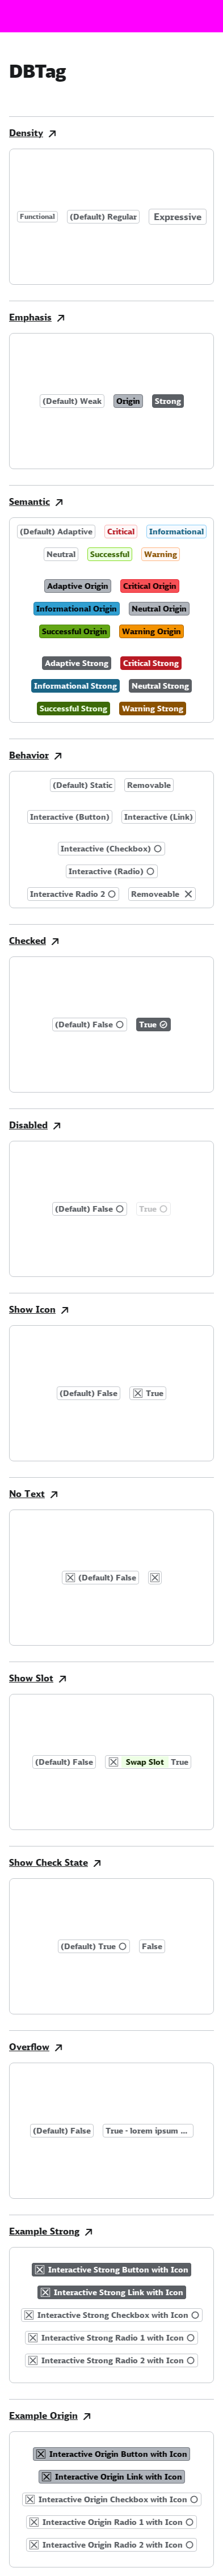 DBTag
Density
Functional (Default) Regular Expressive
Emphasis
(Default) Weak Origin Strong
Semantic
(Default) Adaptive Critical Informational
Neutral Successful Warning
Adaptive Origin Critical Origin
Informational Origin Neutral Origin
Successful Origin Warning Origin
Adaptive Strong Critical Strong
Informational Strong Neutral Strong
Successful Strong Warning Strong
Behavior
(Default) Static Removable
Interactive (Button) Interactive (Link)
Interactive (Checkbox)
Interactive (Radio)
Interactive Radio 2 Removeable
Checked
(Default) False True
Disabled
(Default) False True
Show Icon
(Default) False True
No Text
(Default) False
Show Slot
(Default) False Swap Slot True
Show Check State
(Default) True False
Overflow
(Default) False True - lorem ipsum ...
Example Strong
Interactive Strong Button with Icon
Interactive Strong Link with Icon
Interactive Strong Checkbox with Icon
Interactive Strong Radio 1 with Icon
Interactive Strong Radio 2 with Icon
Example Origin
Interactive Origin Button with Icon
Interactive Origin Link with Icon
Interactive Origin Checkbox with Icon
Interactive Origin Radio 1 with Icon
Interactive Origin Radio 2 with Icon